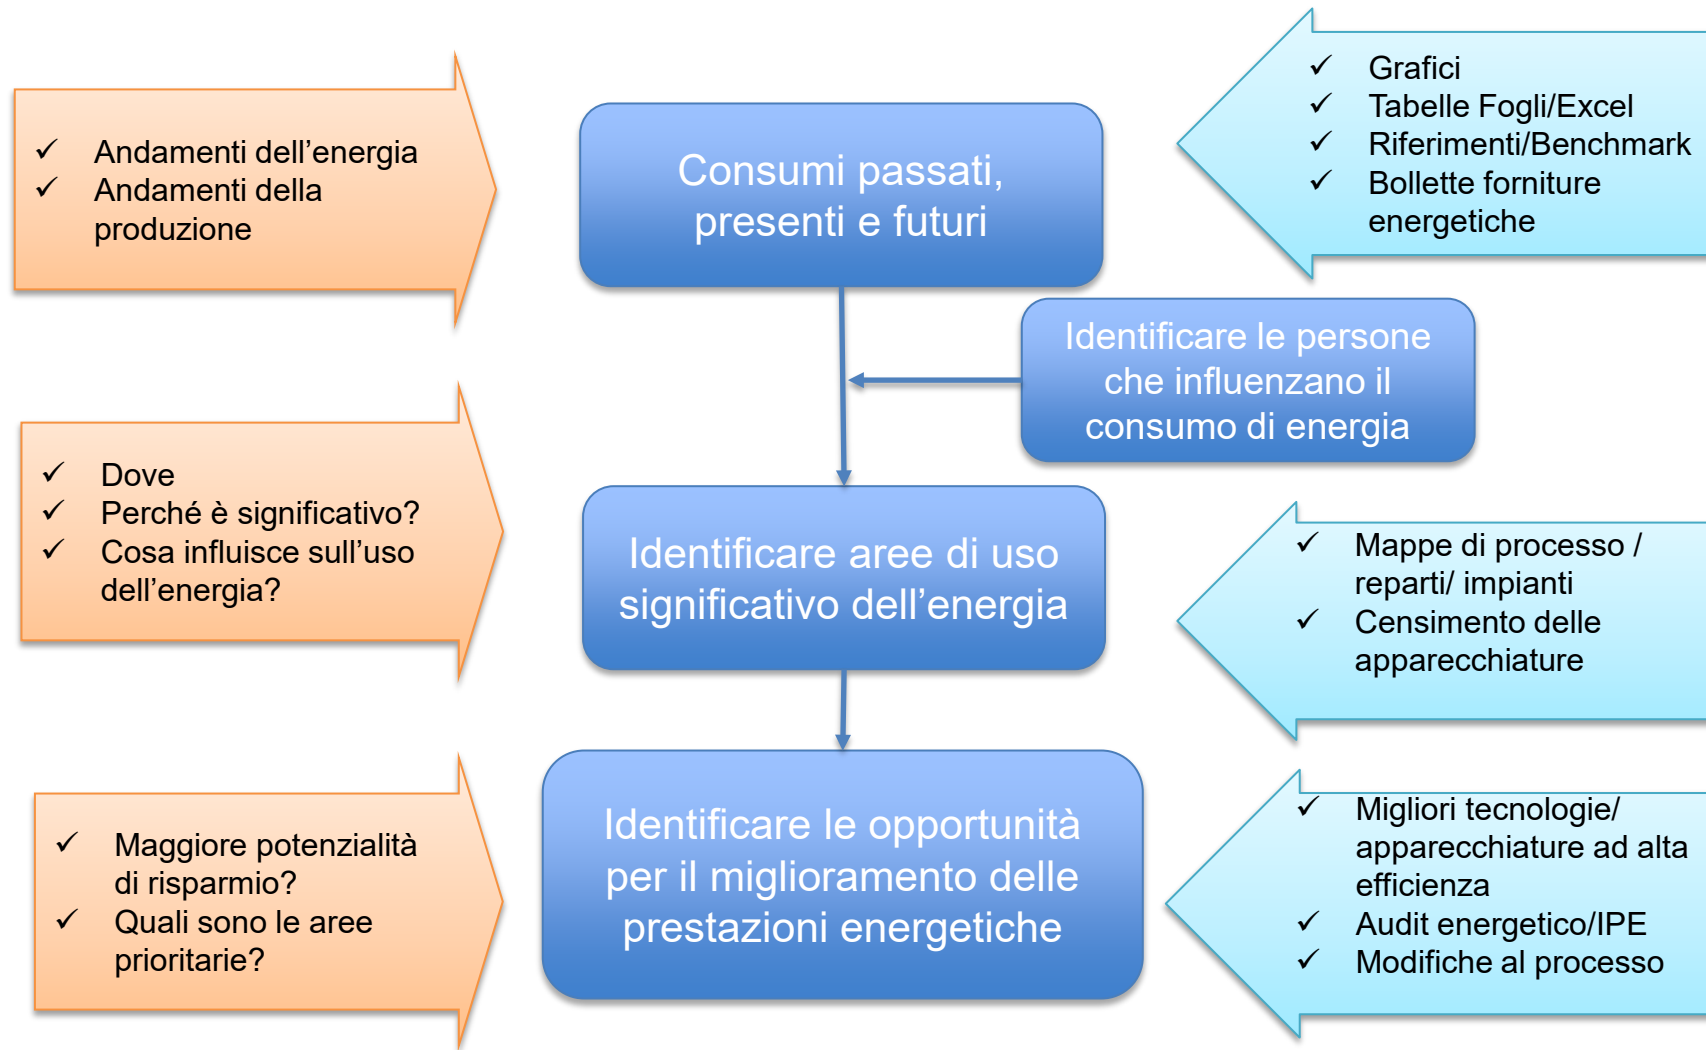 Andamenti dell’energia
Andamenti della
produzione
Consumi passati,
presenti e futuri
Grafici
Tabelle Fogli/Excel
Riferimenti/Benchmark
Bollette forniture
energetiche
Identificare le persone
che influenzano il
consumo di energia
Dove
Perché è significativo?
Cosa influisce sull’uso
dell’energia?
Identificare aree di uso
significativo dell’energia
Mappe di processo /
reparti/ impianti
Censimento delle
apparecchiature
Maggiore potenzialità
di risparmio?
Quali sono le aree
prioritarie?
Identificare le opportunità
per il miglioramento delle
prestazioni energetiche
Migliori tecnologie/
apparecchiature ad alta
efficienza
Audit energetico/IPE
Modifiche al processo